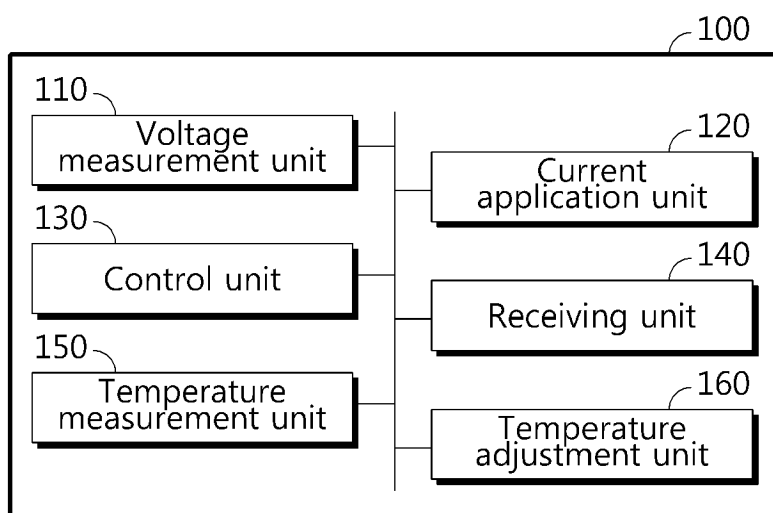 100
110
Voltage
measurement unit
120
Current
application unit
130
Control unit
140
Receiving unit
150
Temperature
measurement unit
160
Temperature
adjustment unit